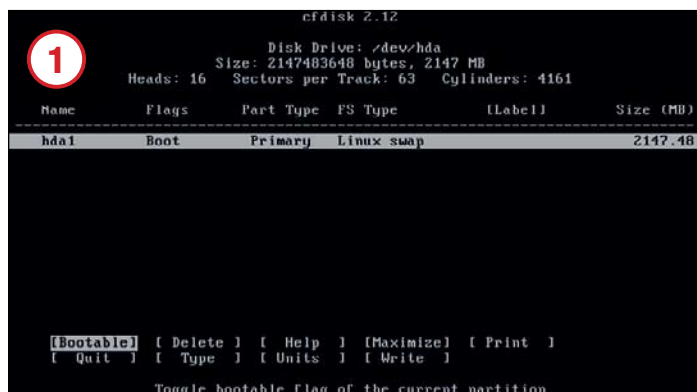 cfdisk 2.12
1
Disk Drive: /dev/hda
Size: 2147483648 bytes, 2147 MB
Heads: 16 Sectors per Track: 63 Cylinders: 4161
Name Flags Part Type FS Type [Label] Size (MB)
hda1 Boot Primary Linux swap 2147.48
[Bootable] [ Delete ] [ Help ] [Maximize] [ Print ]
[ Quit ] [ Type ] [ Units ] [ Write ]
Toggle bootable flag of the current partition